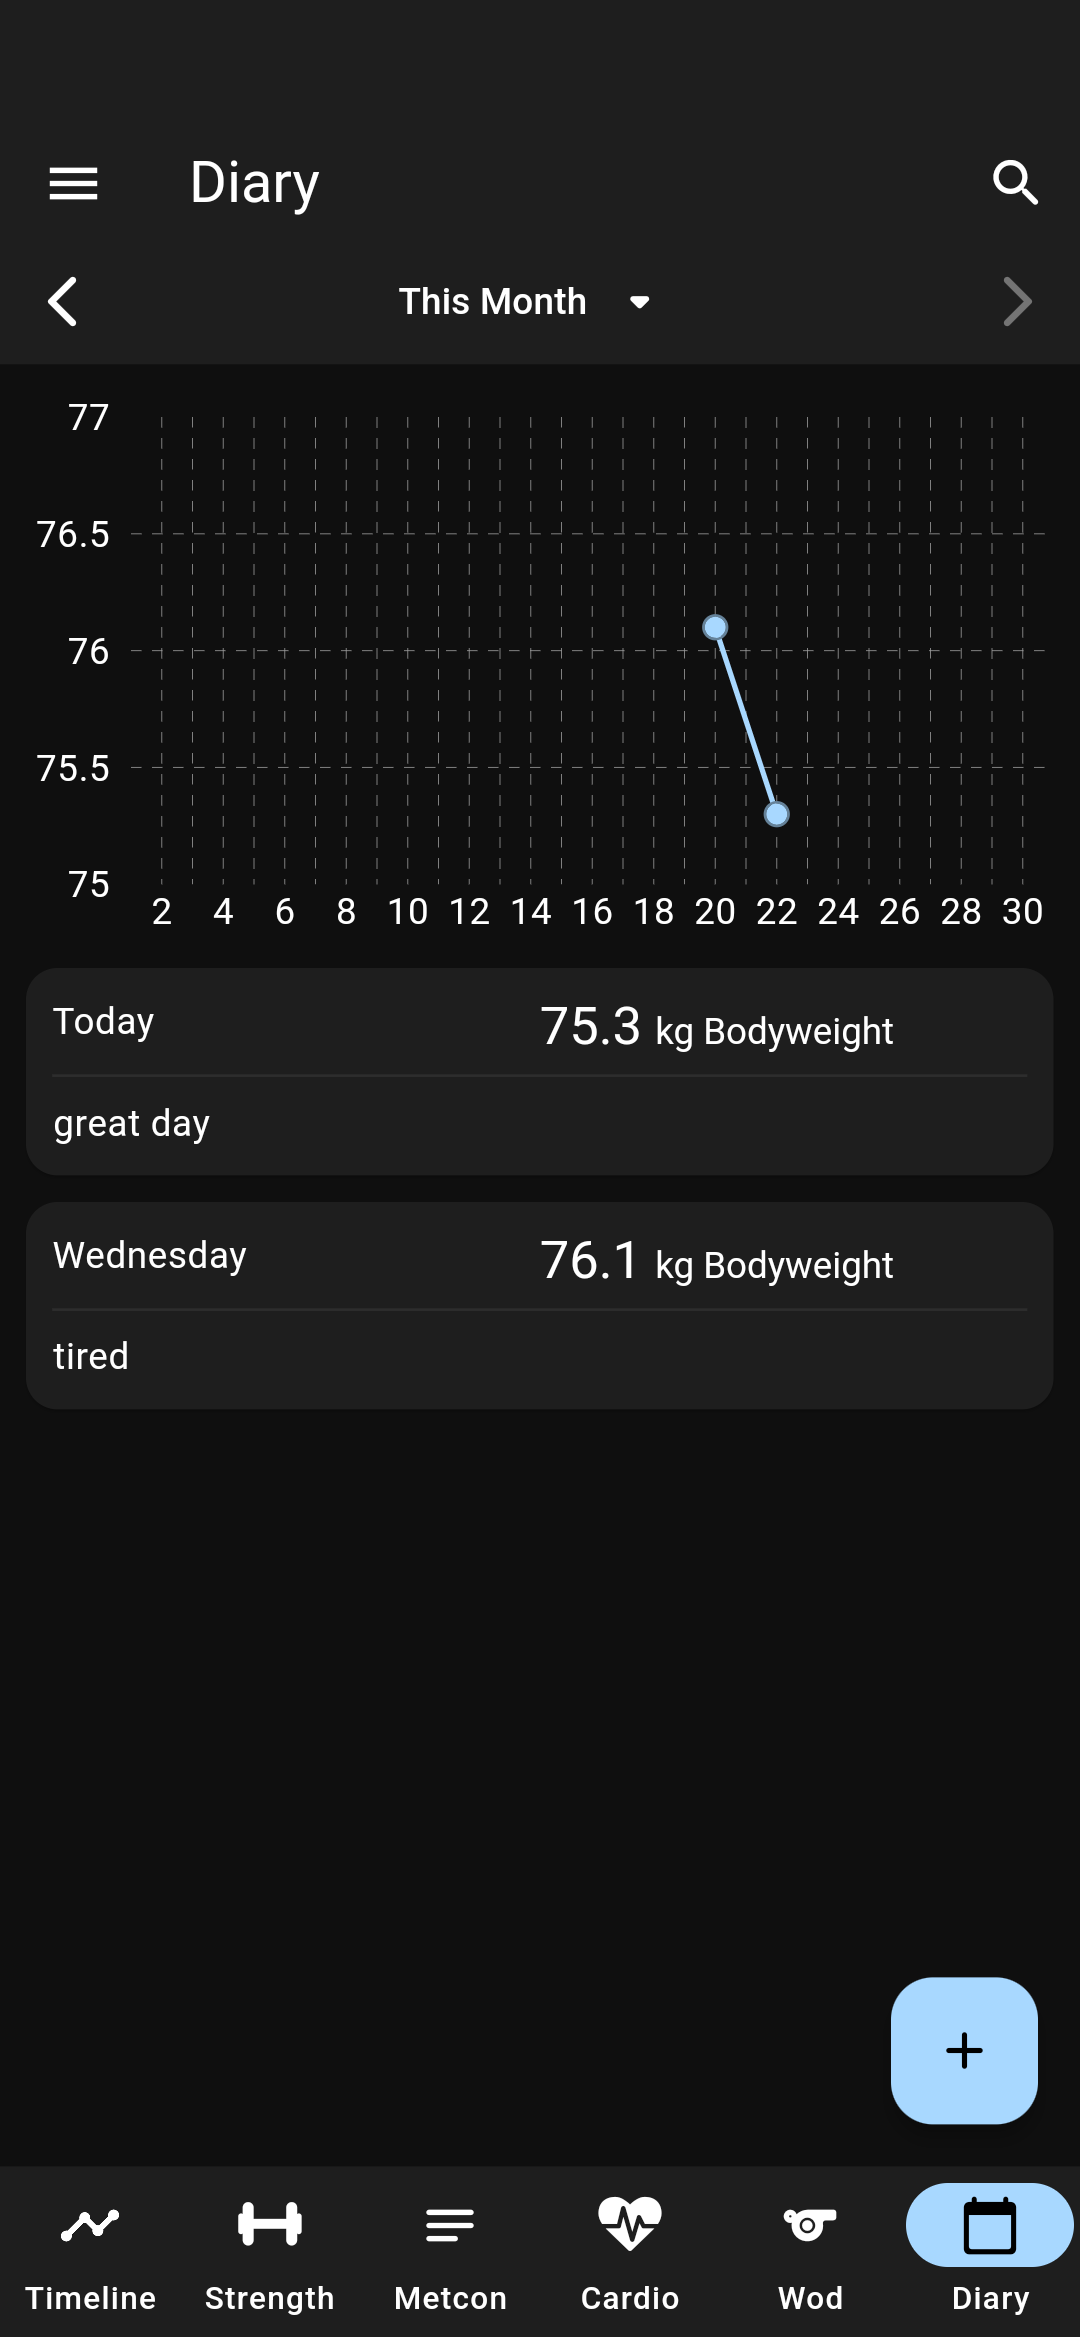 Diary
This Month
77
76.5
76
75.5
75
2 4 6 8 10 12 14 16 18 20 22 24 26 28 30
Today 75.3 kg Bodyweight
great day
Wednesday 76.1 kg Bodyweight
tired
Timeline Strength Metcon Cardio Wod Diary